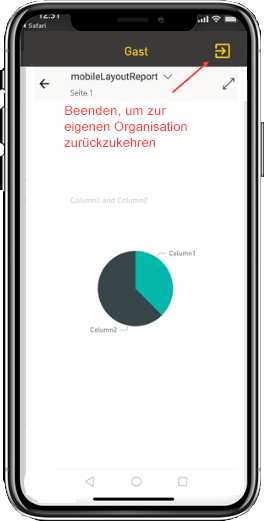 12:51
Safari
Gast
mobileLayoutReport
Seite 1
Beenden, um zur
eigenen Organisation
zurückzukehren
Column1 and Column2
Column1
Column2